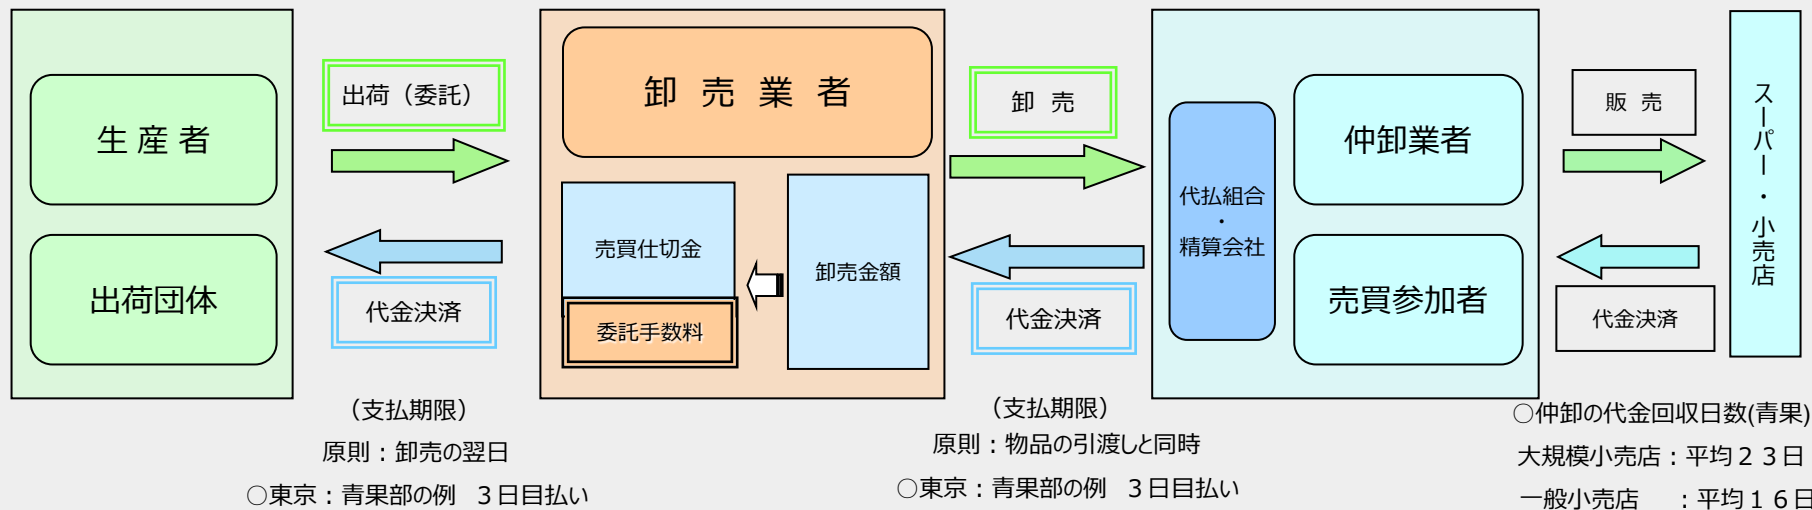 生 産 者
出荷団体
出荷（委託）
代金決済
（支払期限）
原則：卸売の翌日
○東京：青果部の例　３日目払い
卸 売 業 者
売買仕切金
委託手数料
卸売金額
卸 売
代金決済
（支払期限）
原則：物品の引渡しと同時
○東京：青果部の例　３日目払い
代払組合
・
精算会社
仲卸業者
売買参加者
販 売
代金決済
スーパー・小売店
○仲卸の代金回収日数(青果)
大規模小売店：平均２３日
一般小売店　：平均１６日